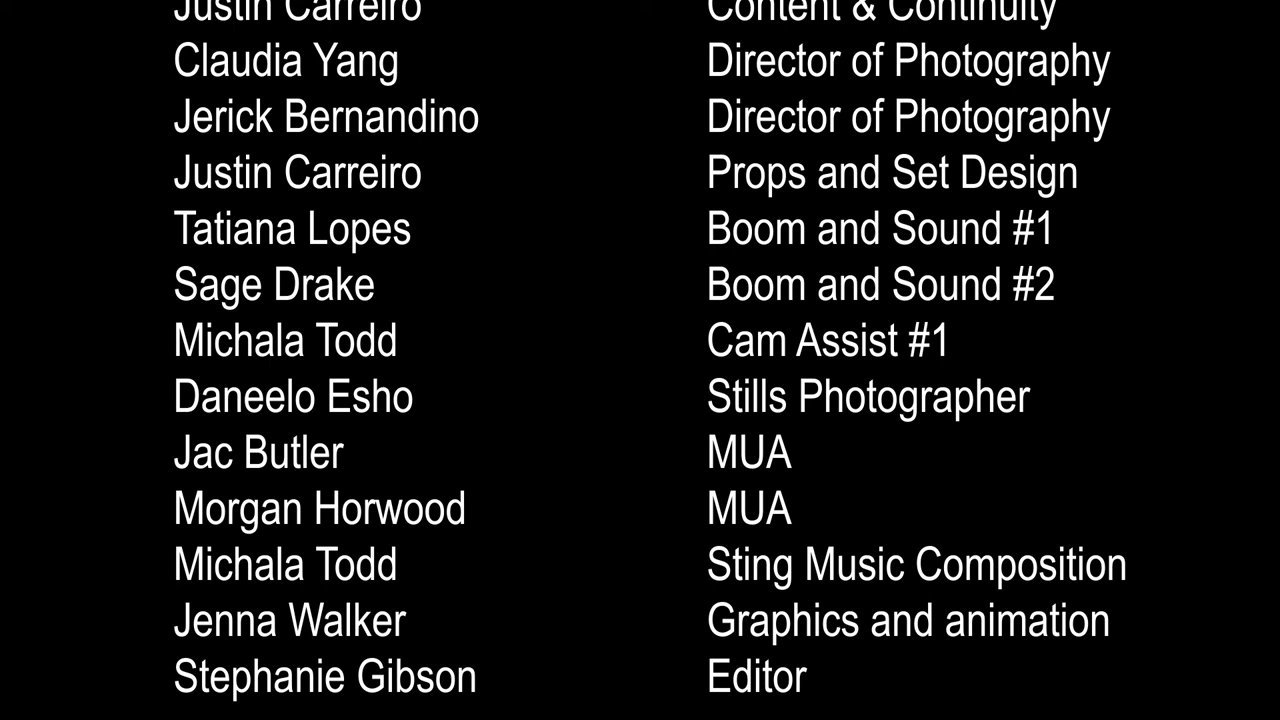 Justin Carreiro Content & Continuity
Claudia Yang Director of Photography
Jerick Bernandino Director of Photography
Justin Carreiro Props and Set Design
Tatiana Lopes Boom and Sound #1
Sage Drake Boom and Sound #2
Michala Todd Cam Assist #1
Daneelo Esho Stills Photographer
Jac Butler MUA
Morgan Horwood MUA
Michala Todd Sting Music Composition
Jenna Walker Graphics and animation
Stephanie Gibson Editor